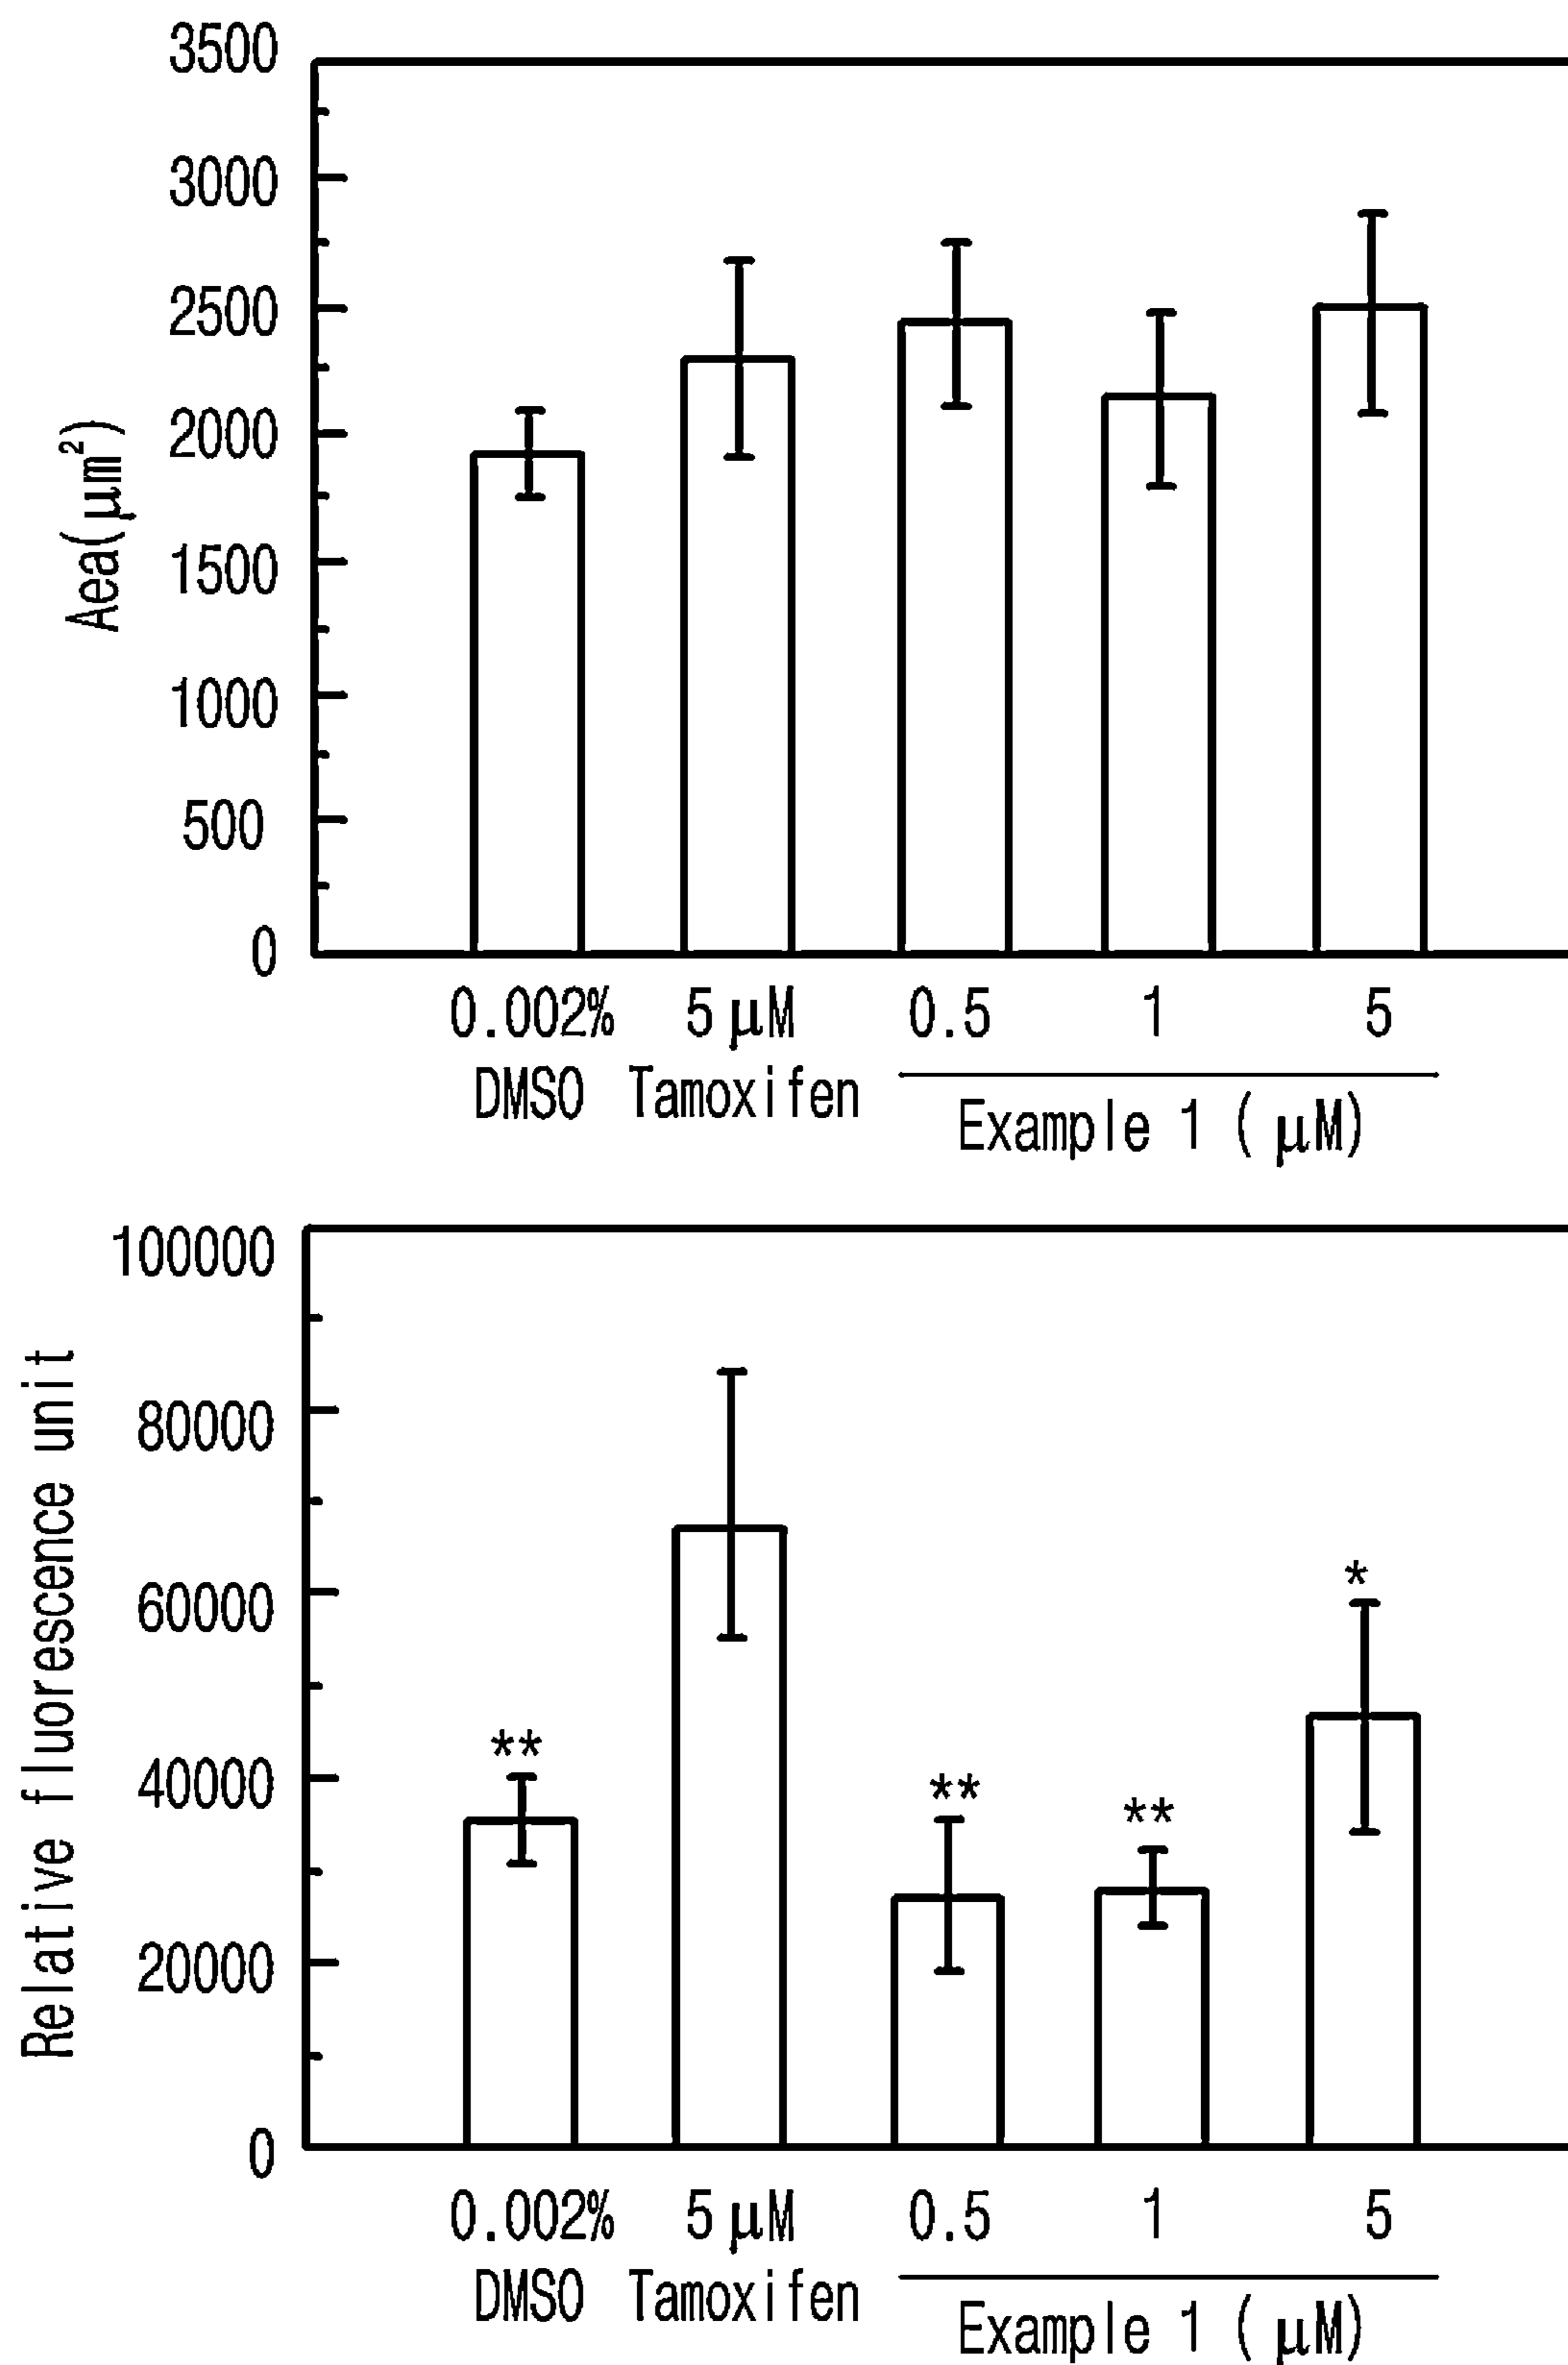 3500
3000
2500
2000
1500
1000
500
0
Aea(μm²)
0.002% 5 μM 0.5 1 5
DMSO Tamoxifen
Example 1 ( μM)
100000
80000
60000
40000
20000
0
Relative fluorescence unit
**
**
**
*
0.002% 5 μM 0.5 1 5
DMSO Tamoxifen
Example 1 ( μM)